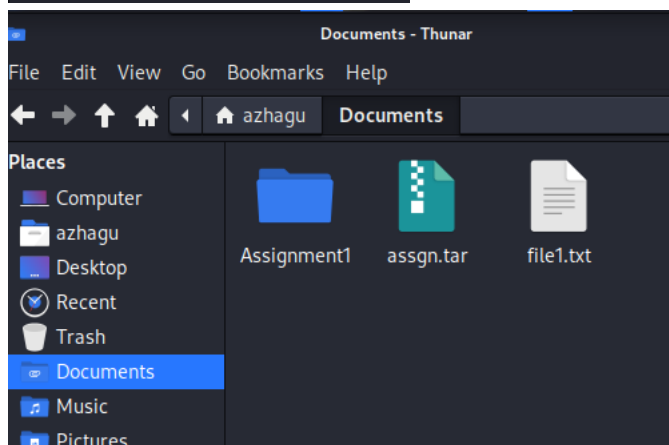 Documents - Thunar
File Edit View Go Bookmarks Help
azhagu Documents
Places
Computer
azhagu
Desktop
Recent
Trash
Documents
Music
Pictures
Assignment1 assgn.tar file1.txt